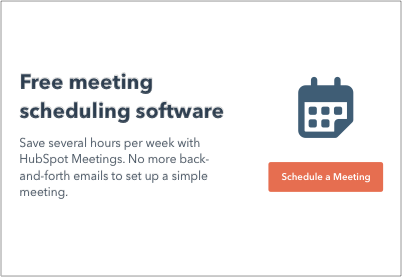 Free meeting
scheduling software
Save several hours per week with
HubSpot Meetings. No more back-
and-forth emails to set up a simple
meeting.
Schedule a Meeting